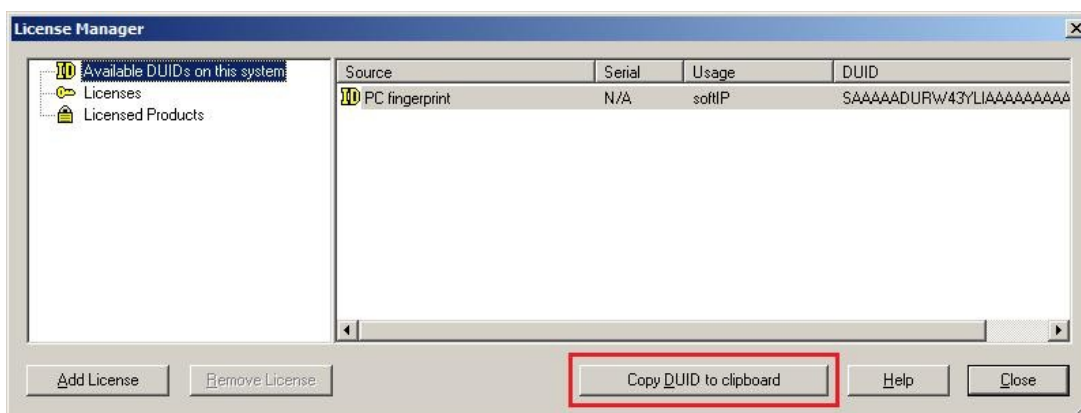 License Manager
Available DUIDs on this system
Licenses
Licensed Products
Source Serial Usage DUID
PC fingerprint N/A softIP SAAAAADURW43YLIAAAAAAAAA
Add License Remove License Copy DUID to clipboard Help Close